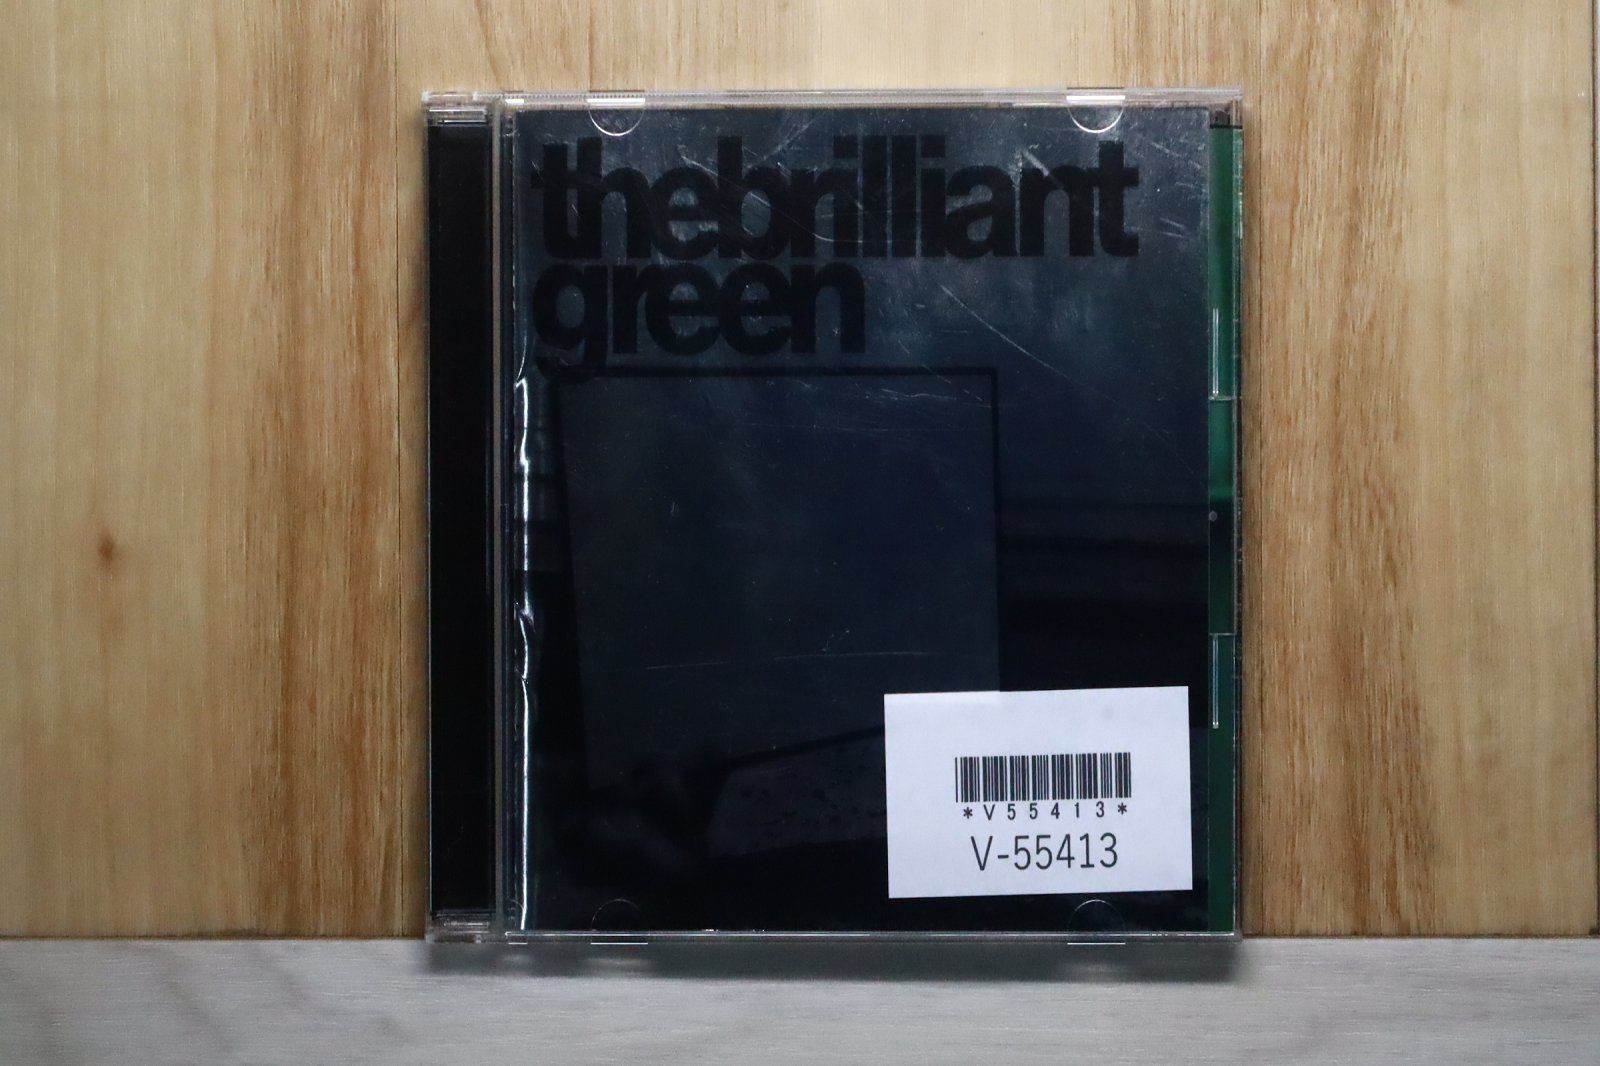 thebrilliant
green
*V55413*
V-55413